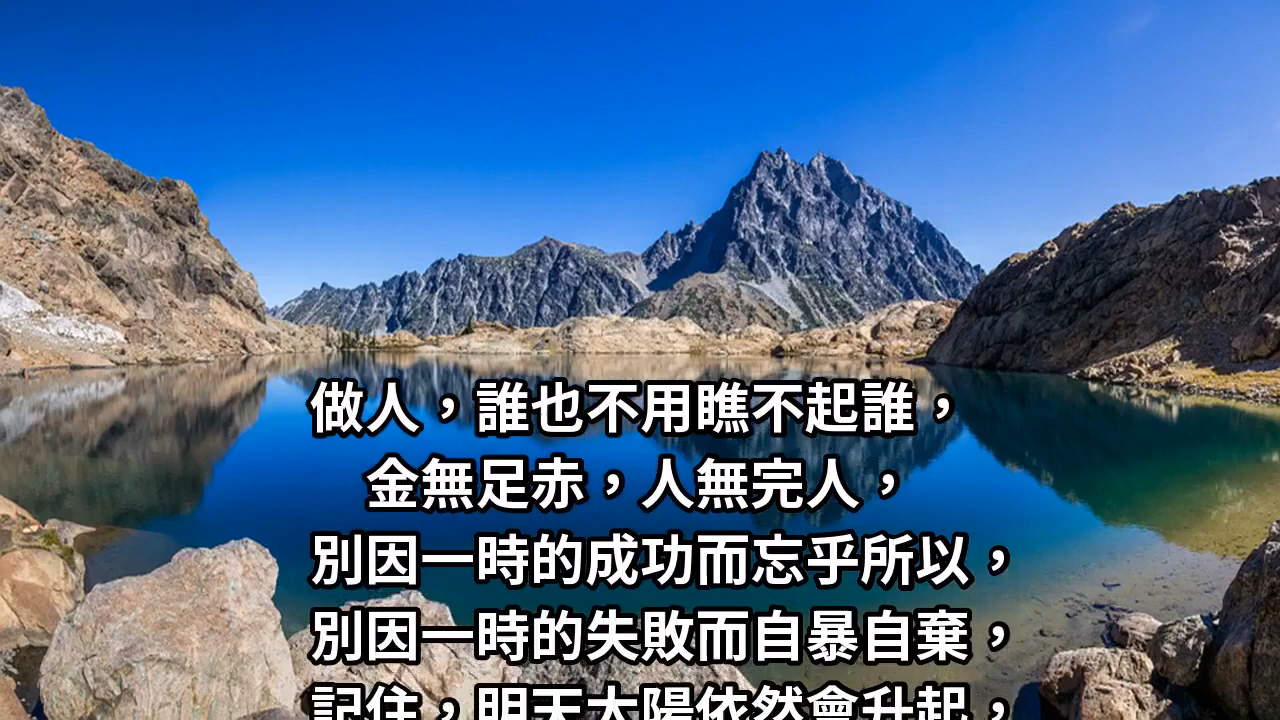 做人，誰也不用瞧不起誰，
金無足赤，人無完人，
別因一時的成功而忘乎所以，
別因一時的失敗而自暴自棄，
記住，明天太陽依然會升起，